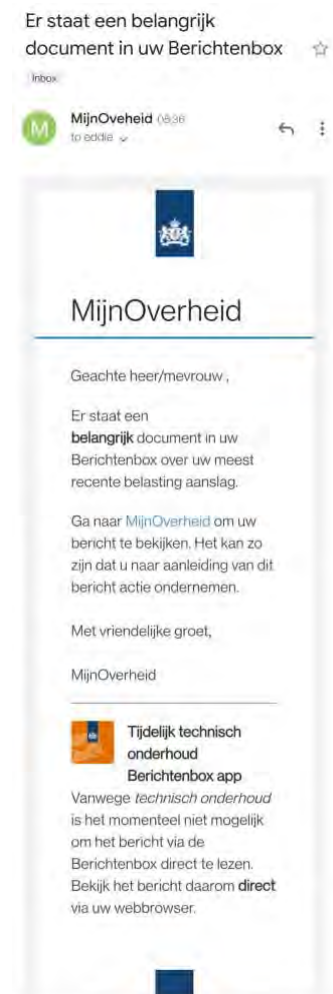 Er staat een belangrijk
document in uw Berichtenbox
Inbox
M
MijnOveheid 08:36
to eddie
MijnOverheid
Geachte heer/mevrouw ,
Er staat een
belangrijk document in uw
Berichtenbox over uw meest
recente belasting aanslag.
Ga naar MijnOverheid om uw
bericht te bekijken. Het kan zo
zijn dat u naar aanleiding van dit
bericht actie ondernemen.
Met vriendelijke groet,
MijnOverheid
Tijdelijk technisch
onderhoud
Berichtenbox app
Vanwege technisch onderhoud
is het momenteel niet mogelijk
om het bericht via de
Berichtenbox direct te lezen.
Bekijk het bericht daarom direct
via uw webbrowser.